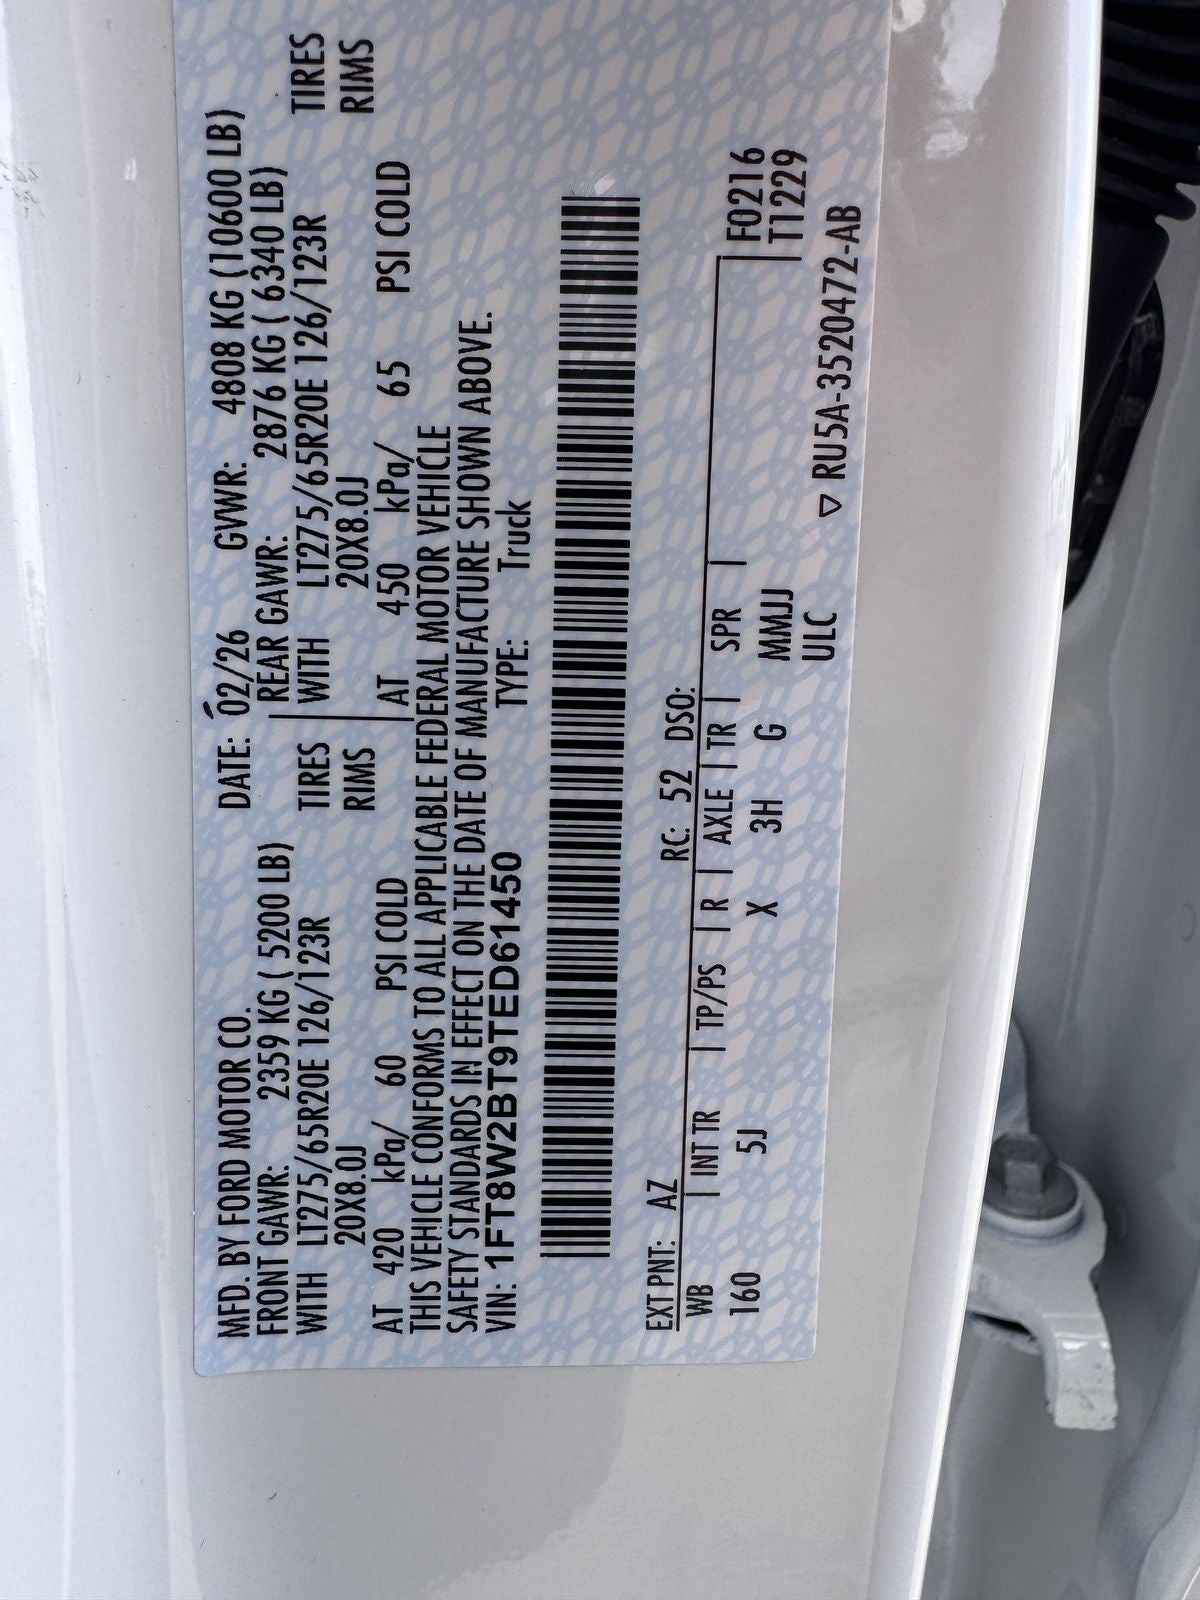 MFD. BY FORD MOTOR CO. DATE: 02/26 GVWR: 4808 KG (10600 LB)
FRONT GAWR: 2359 KG ( 5200 LB) REAR GAWR: 2876 KG ( 6340 LB)
WITH LT275/65R20E 126/123R TIRES WITH LT275/65R20E 126/123R TIRES
20X8.0J RIMS 20X8.0J RIMS
AT 420 kPa/ 60 PSI COLD AT 450 kPa/ 65 PSI COLD
THIS VEHICLE CONFORMS TO ALL APPLICABLE FEDERAL MOTOR VEHICLE
SAFETY STANDARDS IN EFFECT ON THE DATE OF MANUFACTURE SHOWN ABOVE.
VIN: 1FT8W2BT9TED61450 TYPE: Truck
EXT PNT: AZ RC: 52 DSO:
WB | INT TR | TP/PS | R | AXLE | TR | SPR | F0216
160 5J X 3H G MMJJ T1229
ULC ▽ RU5A-3520472-AB